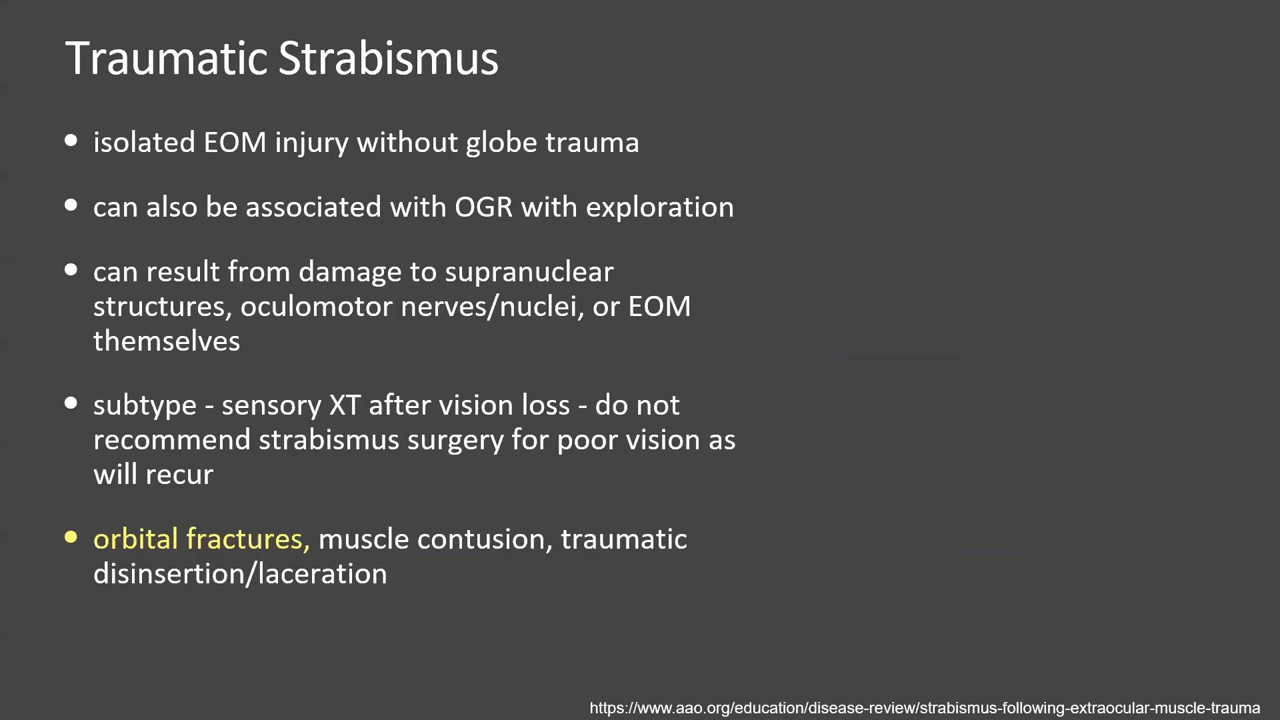 Traumatic Strabismus
• isolated EOM injury without globe trauma
• can also be associated with OGR with exploration
• can result from damage to supranuclear
structures, oculomotor nerves/nuclei, or EOM
themselves
• subtype - sensory XT after vision loss - do not
recommend strabismus surgery for poor vision as
will recur
• orbital fractures, muscle contusion, traumatic
disinsertion/laceration
https://www.aao.org/education/disease-review/strabismus-following-extraocular-muscle-trauma